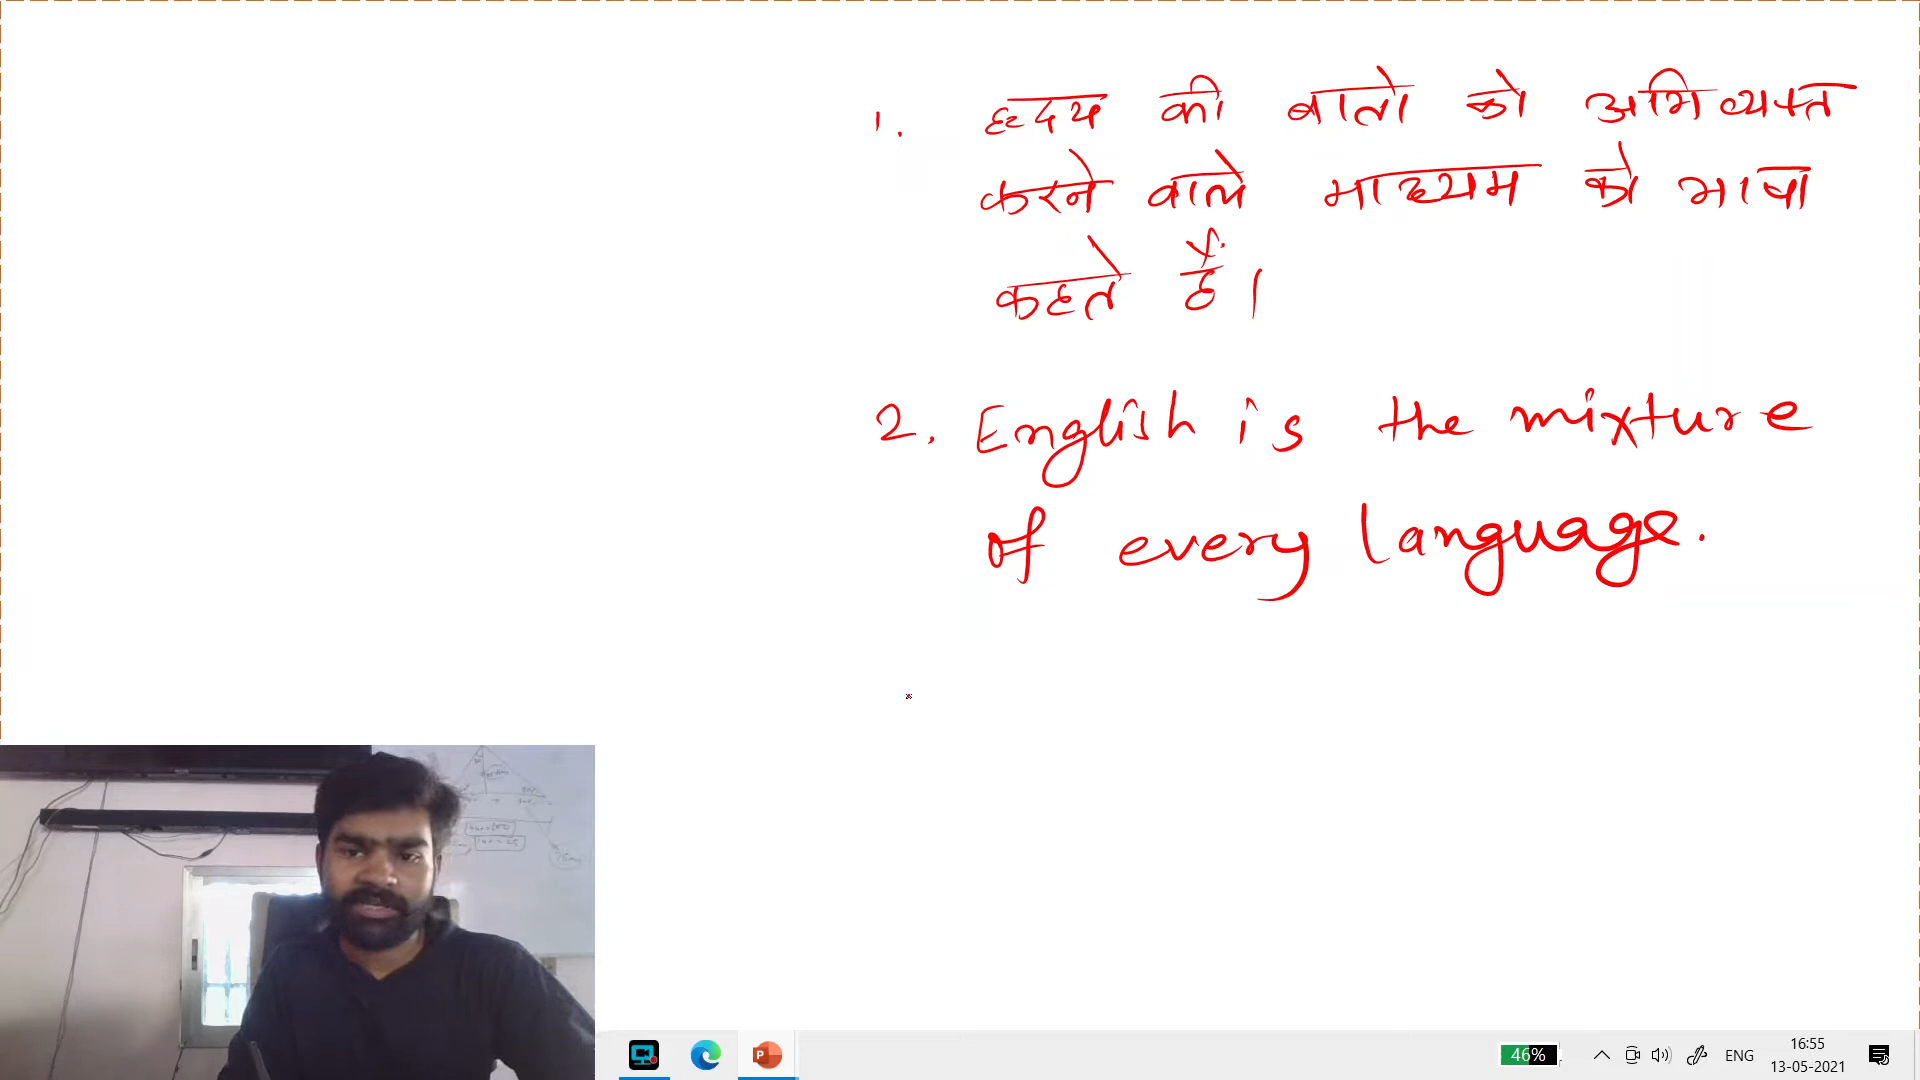 1. हृदय की बातो को अभिव्यक्त
करने वाले माध्यम को भाषा
कहते हैं।
2. English is the mixture
of every language.
46%
ENG
16:55
13-05-2021